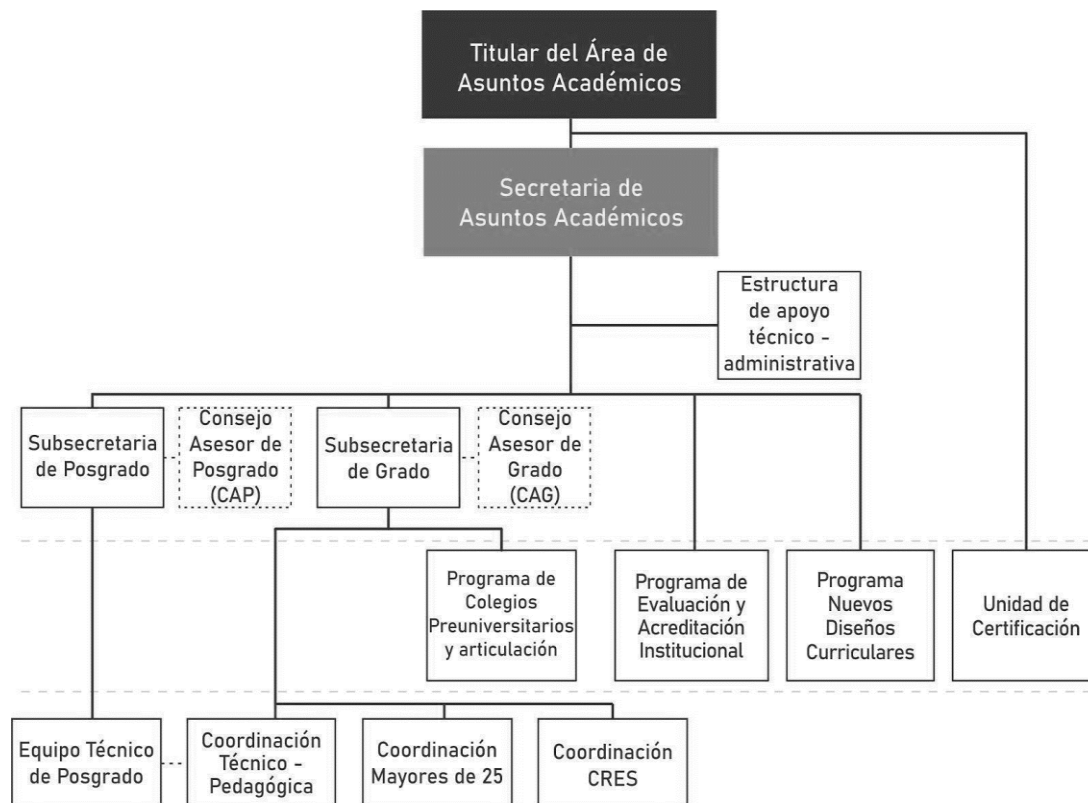 Titular del Área de
Asuntos Académicos
Secretaria de
Asuntos Académicos
Estructura
de apoyo
técnico -
administrativa
Subsecretaria
de Posgrado
Consejo
Asesor de
Posgrado
(CAP)
Subsecretaria
de Grado
Consejo
Asesor de
Grado
(CAG)
Programa de
Colegios
Preuniversitarios
y articulación
Programa de
Evaluación y
Acreditación
Institucional
Programa
Nuevos
Diseños
Curriculares
Unidad de
Certificación
Equipo Técnico
de Posgrado
Coordinación
Técnico -
Pedagógica
Coordinación
Mayores de 25
Coordinación
CRES